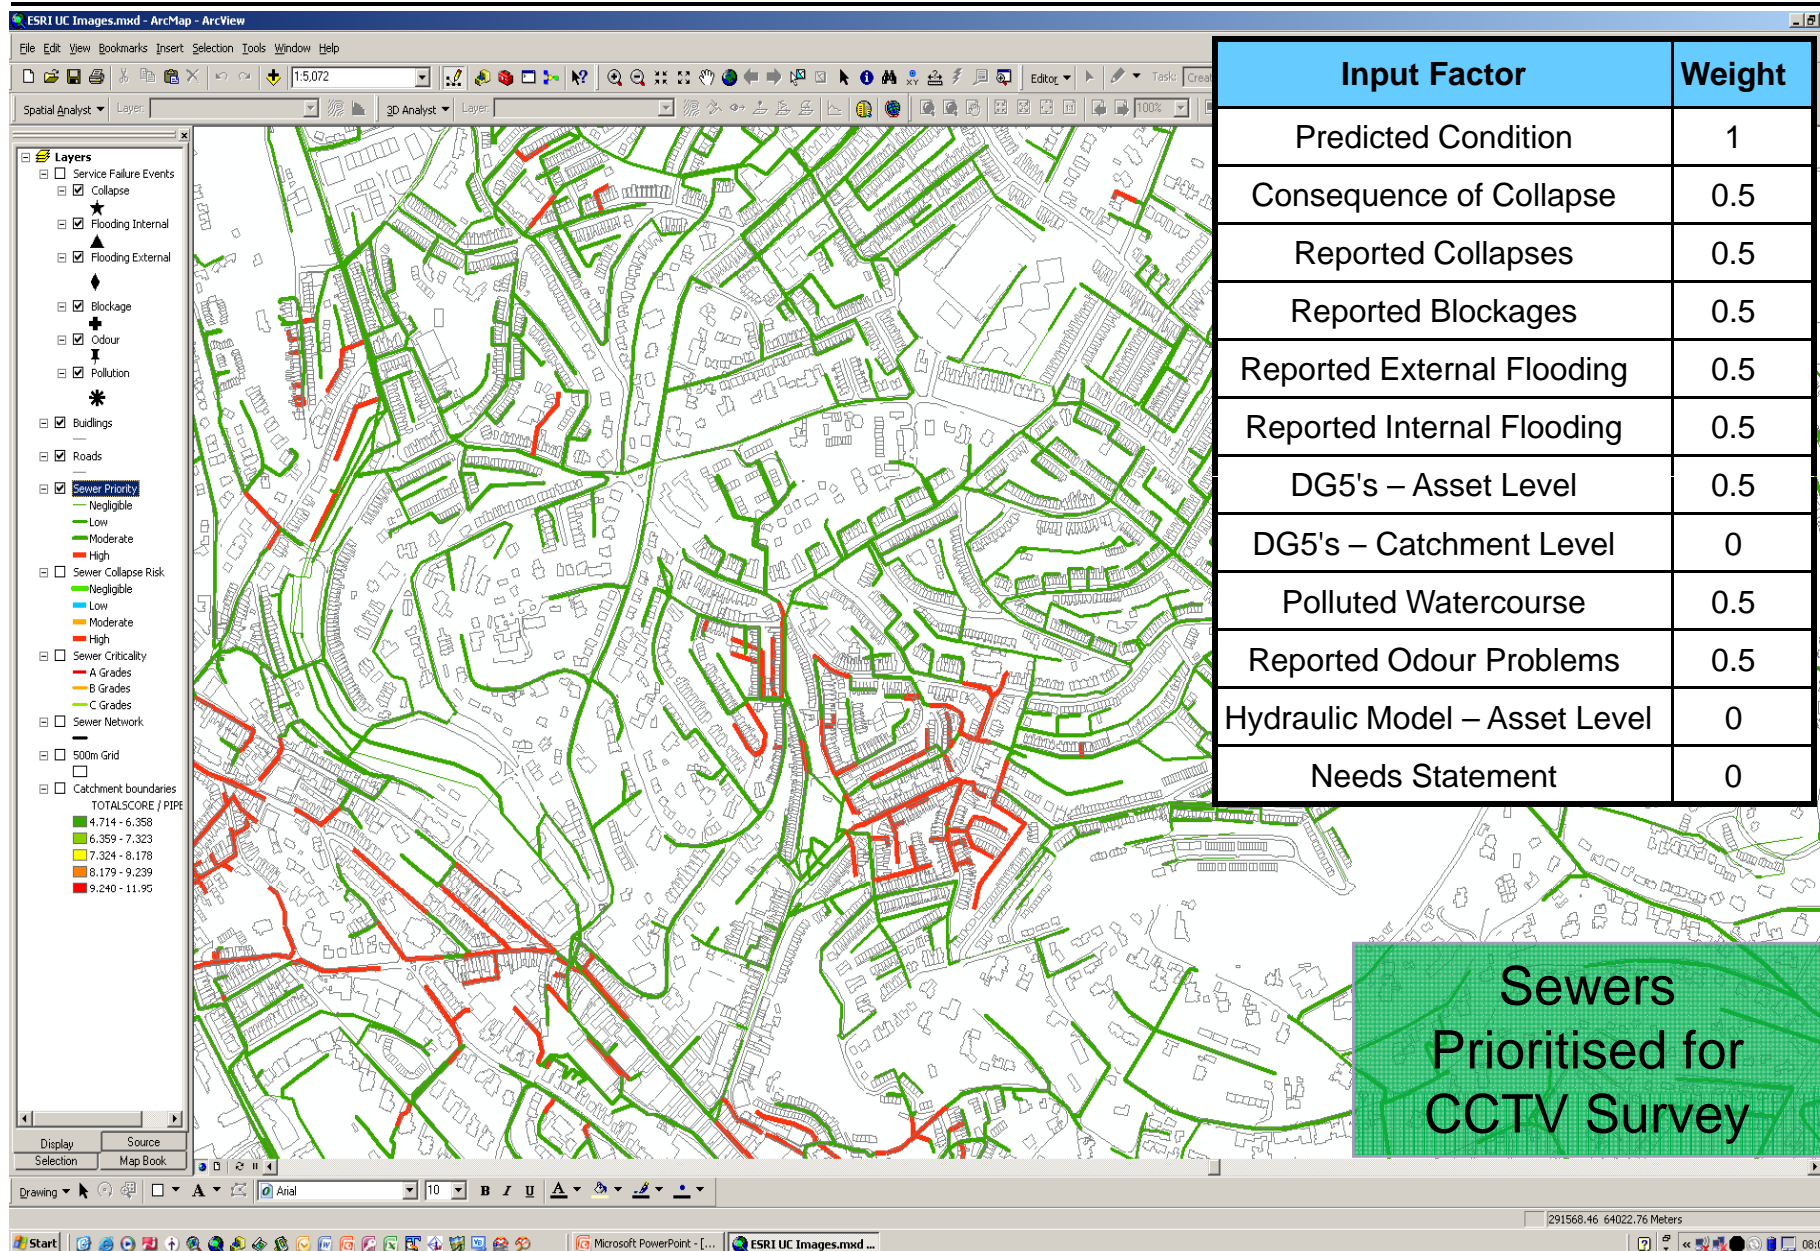 ESRI UC Images.mxd - ArcMap - ArcView
File Edit View Bookmarks Insert Selection Tools Window Help
1:5,072
Editor
Task:
Spatial Analyst
Layer:
3D Analyst
Layer:
100%
Layers
Service Failure Events
Collapse
Flooding Internal
Flooding External
Blockage
Odour
Pollution
Buidlings
Roads
Sewer Priority
Negligible
Low
Moderate
High
Sewer Collapse Risk
Negligible
Low
Moderate
High
Sewer Criticality
A Grades
B Grades
C Grades
Sewer Network
500m Grid
Catchment boundaries
TOTALSCORE / PIPE
4.714 - 6.358
6.359 - 7.323
7.324 - 8.178
8.179 - 9.239
9.240 - 11.95
Display Source
Selection Map Book
Input Factor Weight
Predicted Condition 1
Consequence of Collapse 0.5
Reported Collapses 0.5
Reported Blockages 0.5
Reported External Flooding 0.5
Reported Internal Flooding 0.5
DG5's – Asset Level 0.5
DG5's – Catchment Level 0
Polluted Watercourse 0.5
Reported Odour Problems 0.5
Hydraulic Model – Asset Level 0
Needs Statement 0
Sewers
Prioritised for
CCTV Survey
Drawing A Arial 10 B I U A
291568.46 64022.76 Meters
Start Microsoft PowerPoint - [... ESRI UC Images.mxd ...